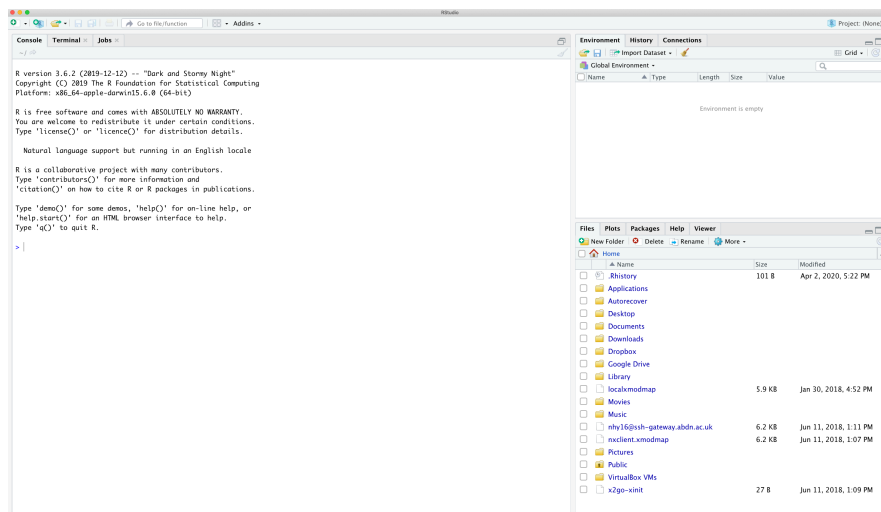 RStudio
Go to file/function
Addins
Project: (None)
Console Terminal Jobs
~/
R version 3.6.2 (2019-12-12) -- "Dark and Stormy Night"
Copyright (C) 2019 The R Foundation for Statistical Computing
Platform: x86_64-apple-darwin15.6.0 (64-bit)
R is free software and comes with ABSOLUTELY NO WARRANTY.
You are welcome to redistribute it under certain conditions.
Type 'license()' or 'licence()' for distribution details.
Natural language support but running in an English locale
R is a collaborative project with many contributors.
Type 'contributors()' for more information and
'citation()' on how to cite R or R packages in publications.
Type 'demo()' for some demos, 'help()' for on-line help, or
'help.start()' for an HTML browser interface to help.
Type 'q()' to quit R.
>
Environment History Connections
Import Dataset
Grid
Global Environment
Name Type Length Size Value
Environment is empty
Files Plots Packages Help Viewer
New Folder Delete Rename More
Home
Name Size Modified
.Rhistory 101 B Apr 2, 2020, 5:22 PM
Applications
Autorecover
Desktop
Documents
Downloads
Dropbox
Google Drive
Library
localxmodmap 5.9 KB Jan 30, 2018, 4:52 PM
Movies
Music
nhy16@ssh-gateway.abdn.ac.uk 6.2 KB Jun 11, 2018, 1:11 PM
nxclient.xmodmap 6.2 KB Jun 11, 2018, 1:07 PM
Pictures
Public
VirtualBox VMs
x2go-xinit 27 B Jun 11, 2018, 1:09 PM